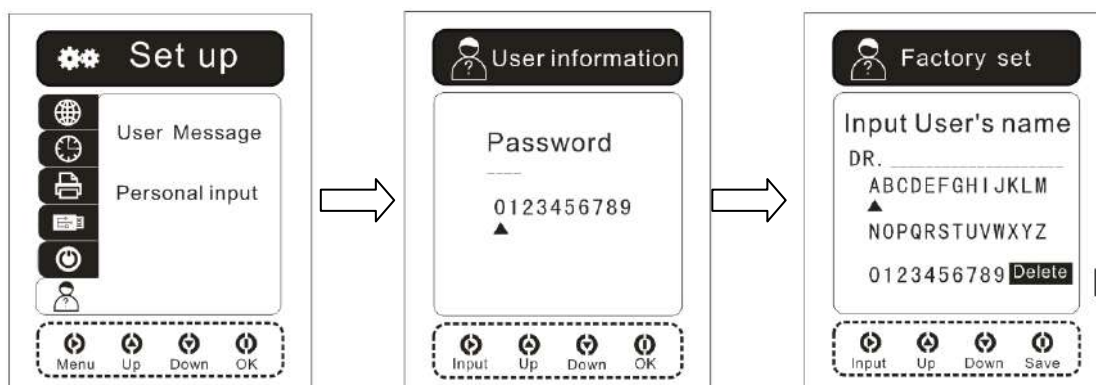 Set up
User Message
Personal input
Menu Up Down OK
User information
Password
0123456789
Input Up Down OK
Factory set
Input User's name
DR.
ABCDEFGHIJKLM
NOPQRSTUVWXYZ
0123456789 Delete
Input Up Down Save